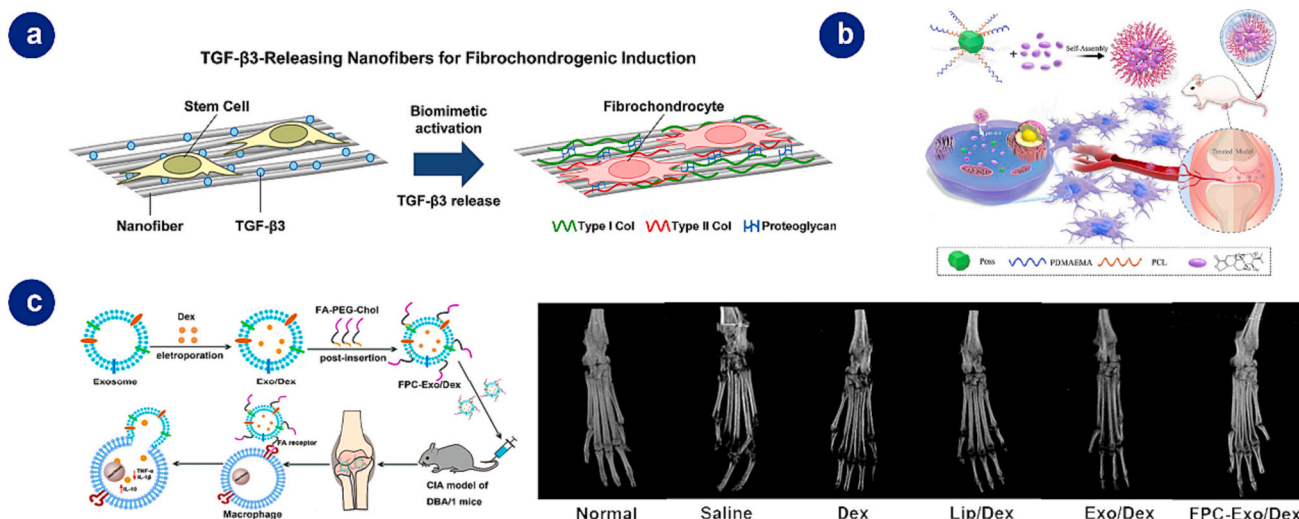 a
TGF-β3-Releasing Nanofibers for Fibrochondrogenic Induction
Stem Cell
Biomimetic
activation
TGF-β3 release
Fibrochondrocyte
Nanofiber
TGF-β3
Type I Col
Type II Col
Proteoglycan
b
Self-Assembly
Treated Model
Poss
PDMAEMA
PCL
c
Dex
eletroporation
FA-PEG-Chol
post-insertion
Exosome
Exo/Dex
FPC-Exo/Dex
FA receptor
TNF-α
IL-1β
IL-10
Macrophage
CIA model of
DBA/1 mice
Normal
Saline
Dex
Lip/Dex
Exo/Dex
FPC-Exo/Dex